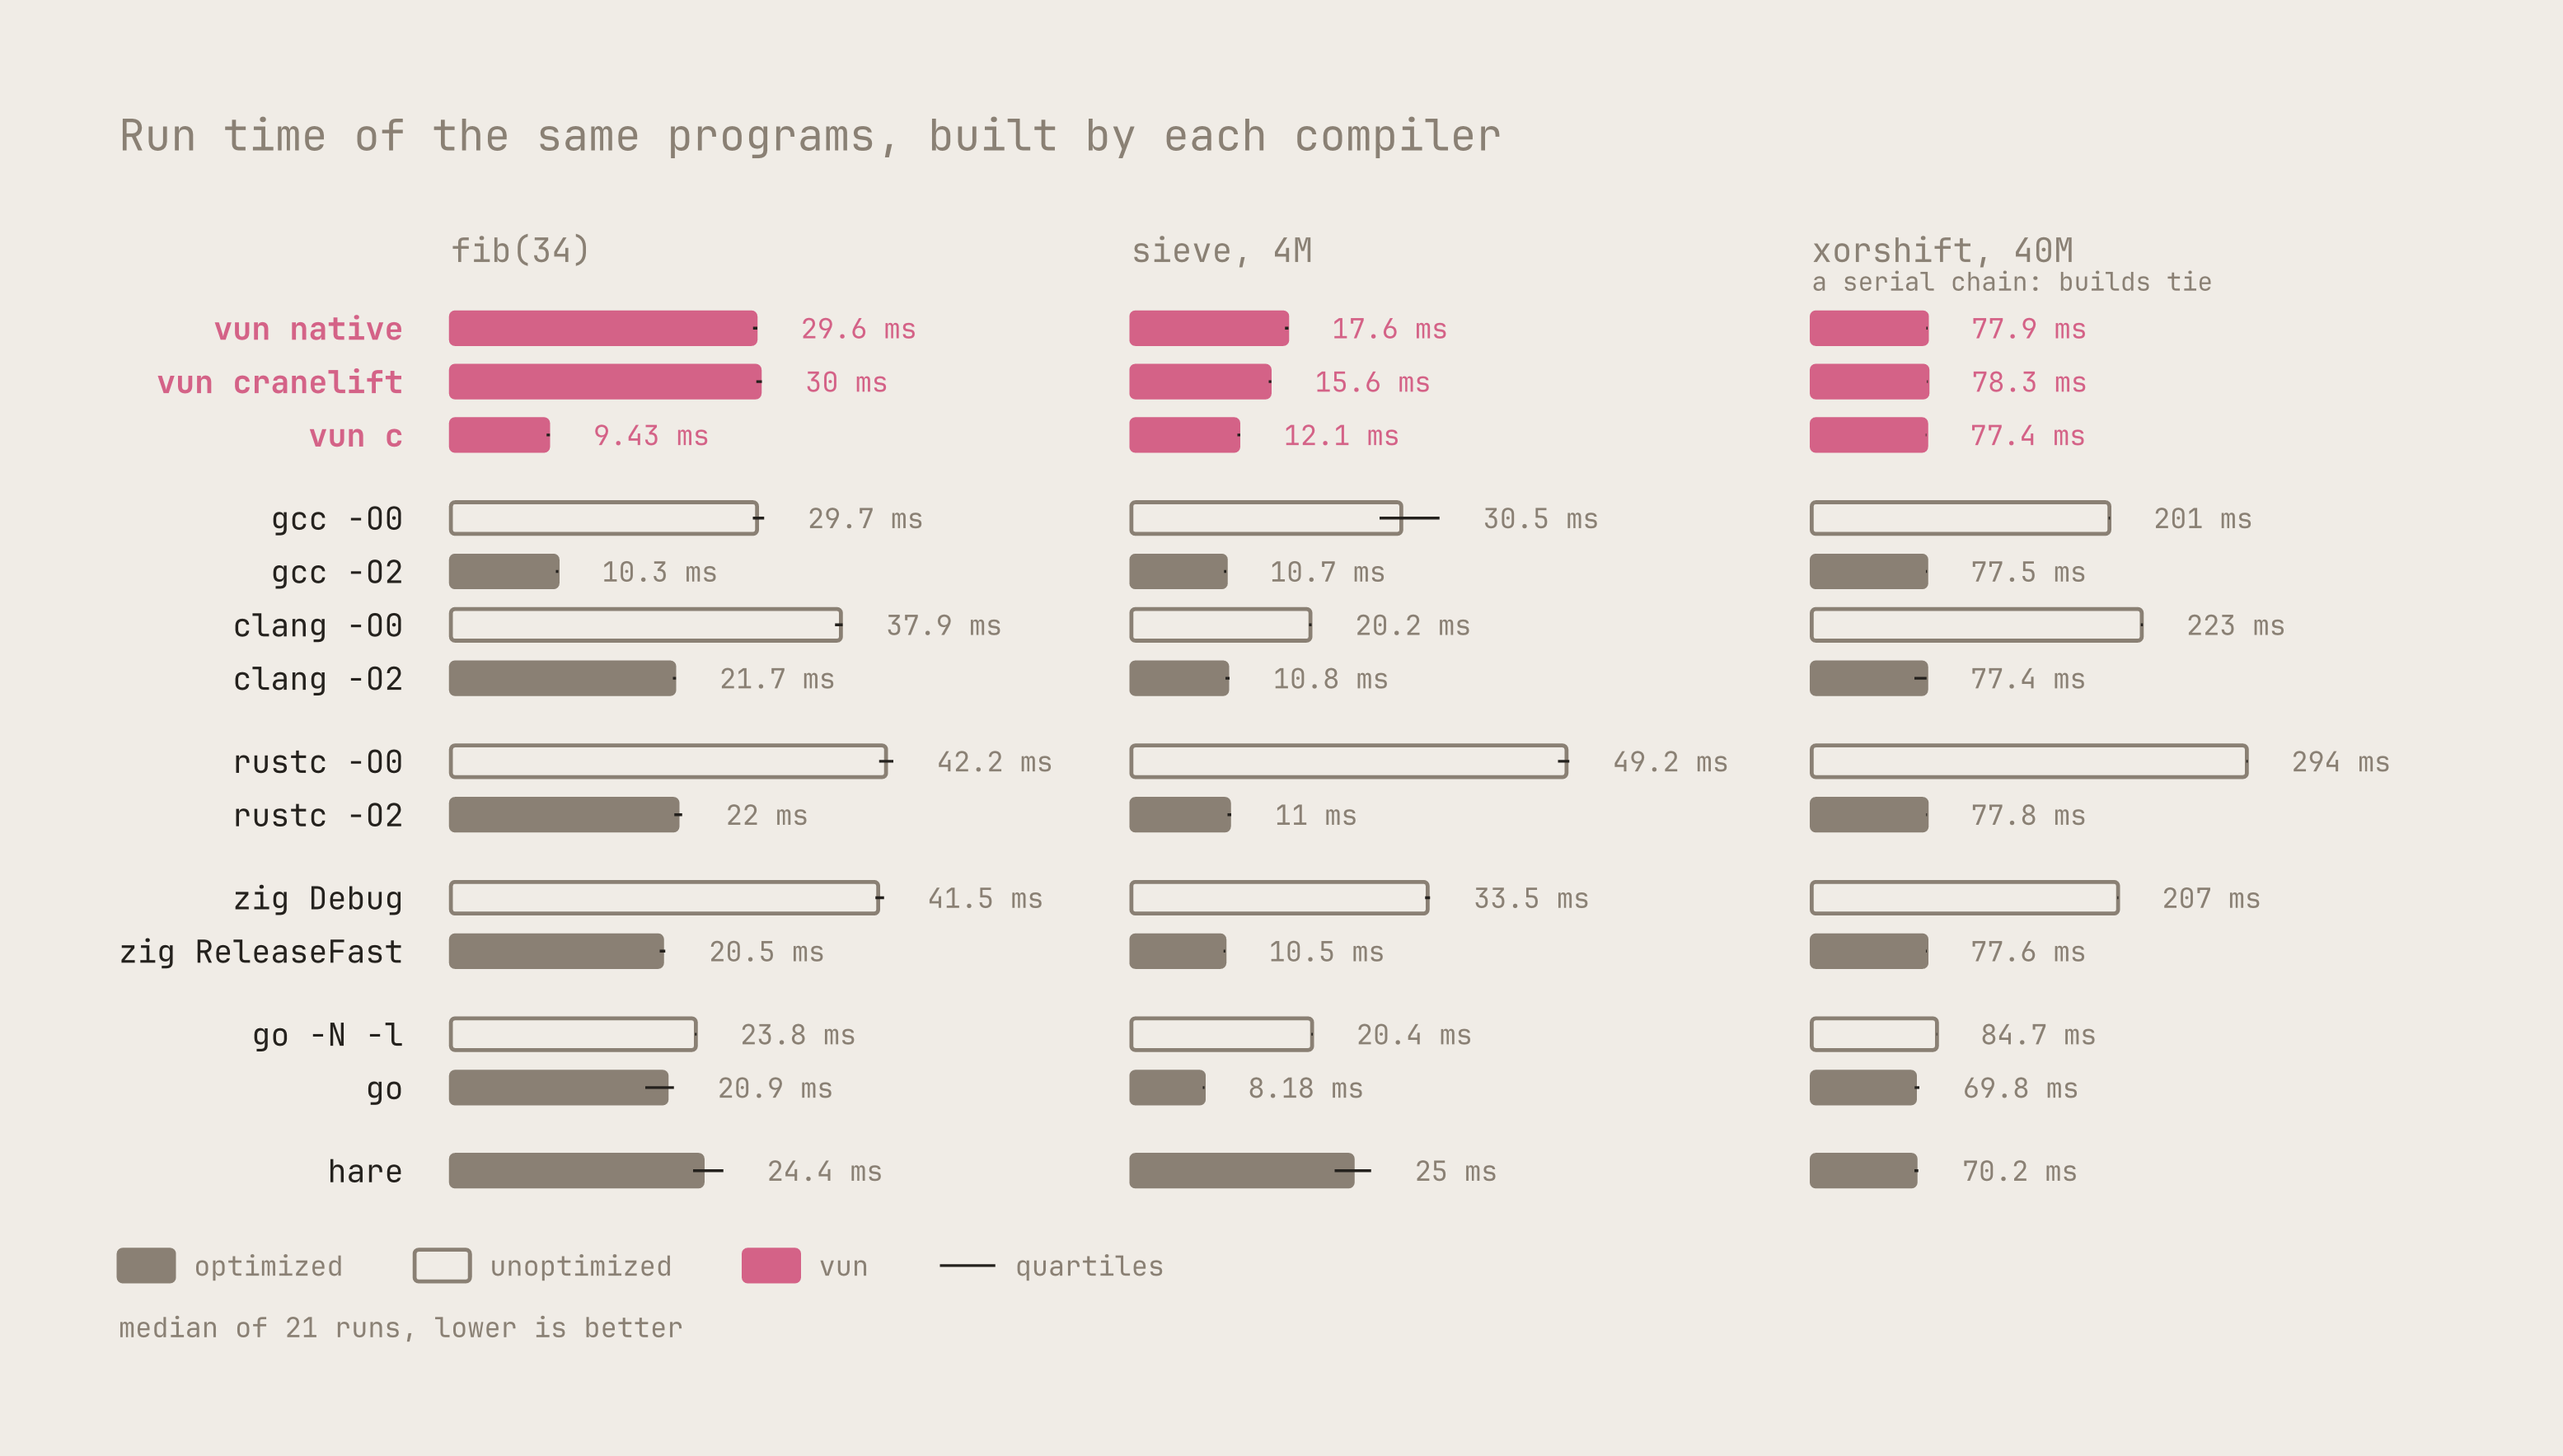 Run time of the same programs, built by each compiler
fib(34) sieve, 4M xorshift, 40M
a serial chain: builds tie
vun native 29.6 ms 17.6 ms 77.9 ms
vun cranelift 30 ms 15.6 ms 78.3 ms
vun c 9.43 ms 12.1 ms 77.4 ms
gcc -O0 29.7 ms 30.5 ms 201 ms
gcc -O2 10.3 ms 10.7 ms 77.5 ms
clang -O0 37.9 ms 20.2 ms 223 ms
clang -O2 21.7 ms 10.8 ms 77.4 ms
rustc -O0 42.2 ms 49.2 ms 294 ms
rustc -O2 22 ms 11 ms 77.8 ms
zig Debug 41.5 ms 33.5 ms 207 ms
zig ReleaseFast 20.5 ms 10.5 ms 77.6 ms
go -N -l 23.8 ms 20.4 ms 84.7 ms
go 20.9 ms 8.18 ms 69.8 ms
hare 24.4 ms 25 ms 70.2 ms
optimized unoptimized vun quartiles
median of 21 runs, lower is better